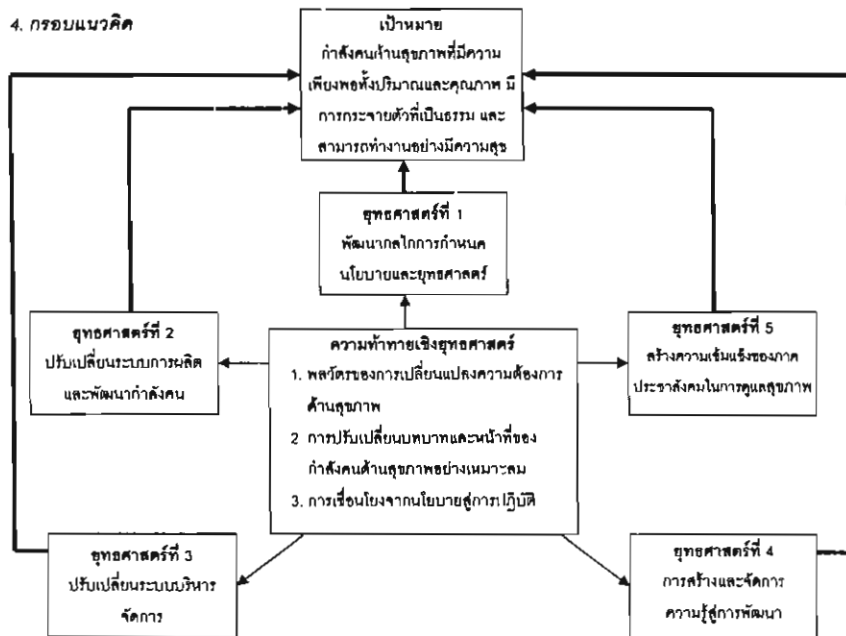 4. กรอบแนวคิด
เป้าหมาย
กำลังคนด้านสุขภาพที่มีความ
เพียงพอทั้งปริมาณและคุณภาพ มี
การกระจายตัวที่เป็นธรรม และ
สามารถทำงานอย่างมีความสุข
ยุทธศาสตร์ที่ 1
พัฒนากลไกการกำหนด
นโยบายและยุทธศาสตร์
ยุทธศาสตร์ที่ 2
ปรับเปลี่ยนระบบการผลิต
และพัฒนากำลังคน
ความท้าทายเชิงยุทธศาสตร์
1. พลวัตรของการเปลี่ยนแปลงความต้องการ
ด้านสุขภาพ
2 การปรับเปลี่ยนบทบาทและหน้าที่ของ
กำลังคนด้านสุขภาพอย่างเหมาะสม
3. การเชื่อมโยงจากนโยบายสู่การปฏิบัติ
ยุทธศาสตร์ที่ 5
สร้างความเข้มแข็งของภาค
ประชาสังคมในการดูแลสุขภาพ
ยุทธศาสตร์ที่ 3
ปรับเปลี่ยนระบบบริหาร
จัดการ
ยุทธศาสตร์ที่ 4
การสร้างและจัดการ
ความรู้สู่การพัฒนา